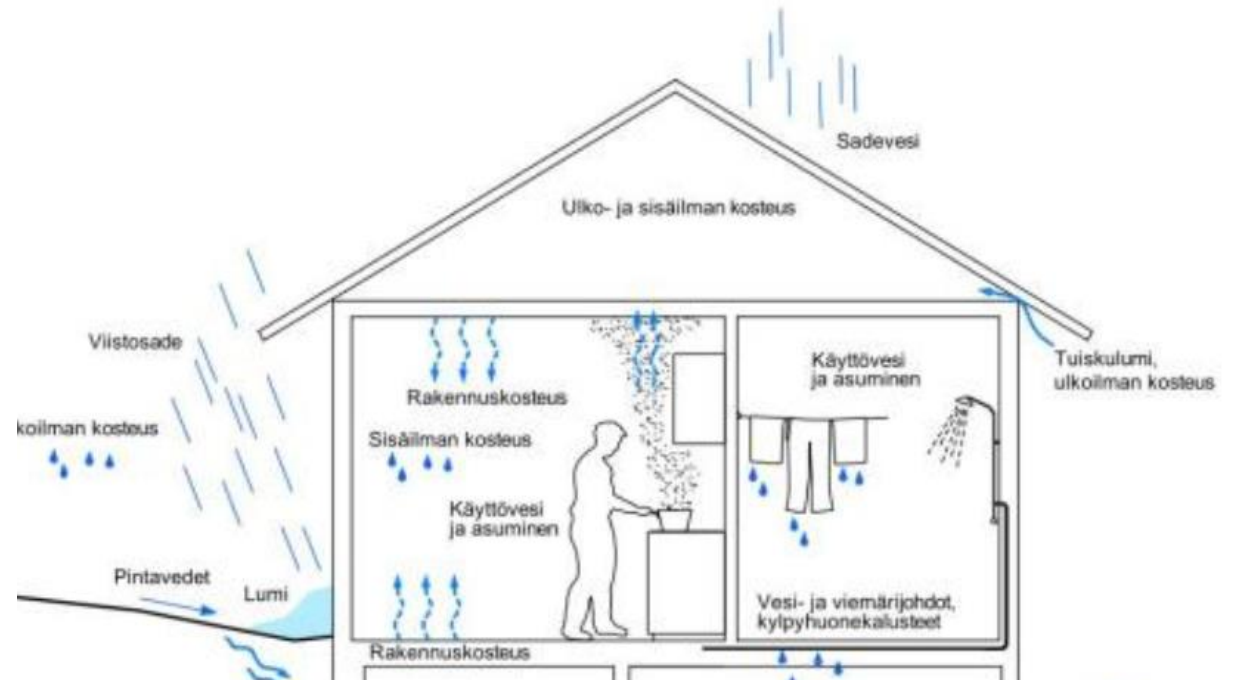 Sadevesi
Ulko- ja sisäilman kosteus
Viistosade
Käyttövesi
ja asuminen
Tuiskulumi,
ulkoilman kosteus
Rakennuskosteus
koilman kosteus
Sisäilman kosteus
Käyttövesi
ja asuminen
Pintavedet
Lumi
Vesi- ja viemärijohdot,
kylpyhuonekalusteet
Rakennuskosteus